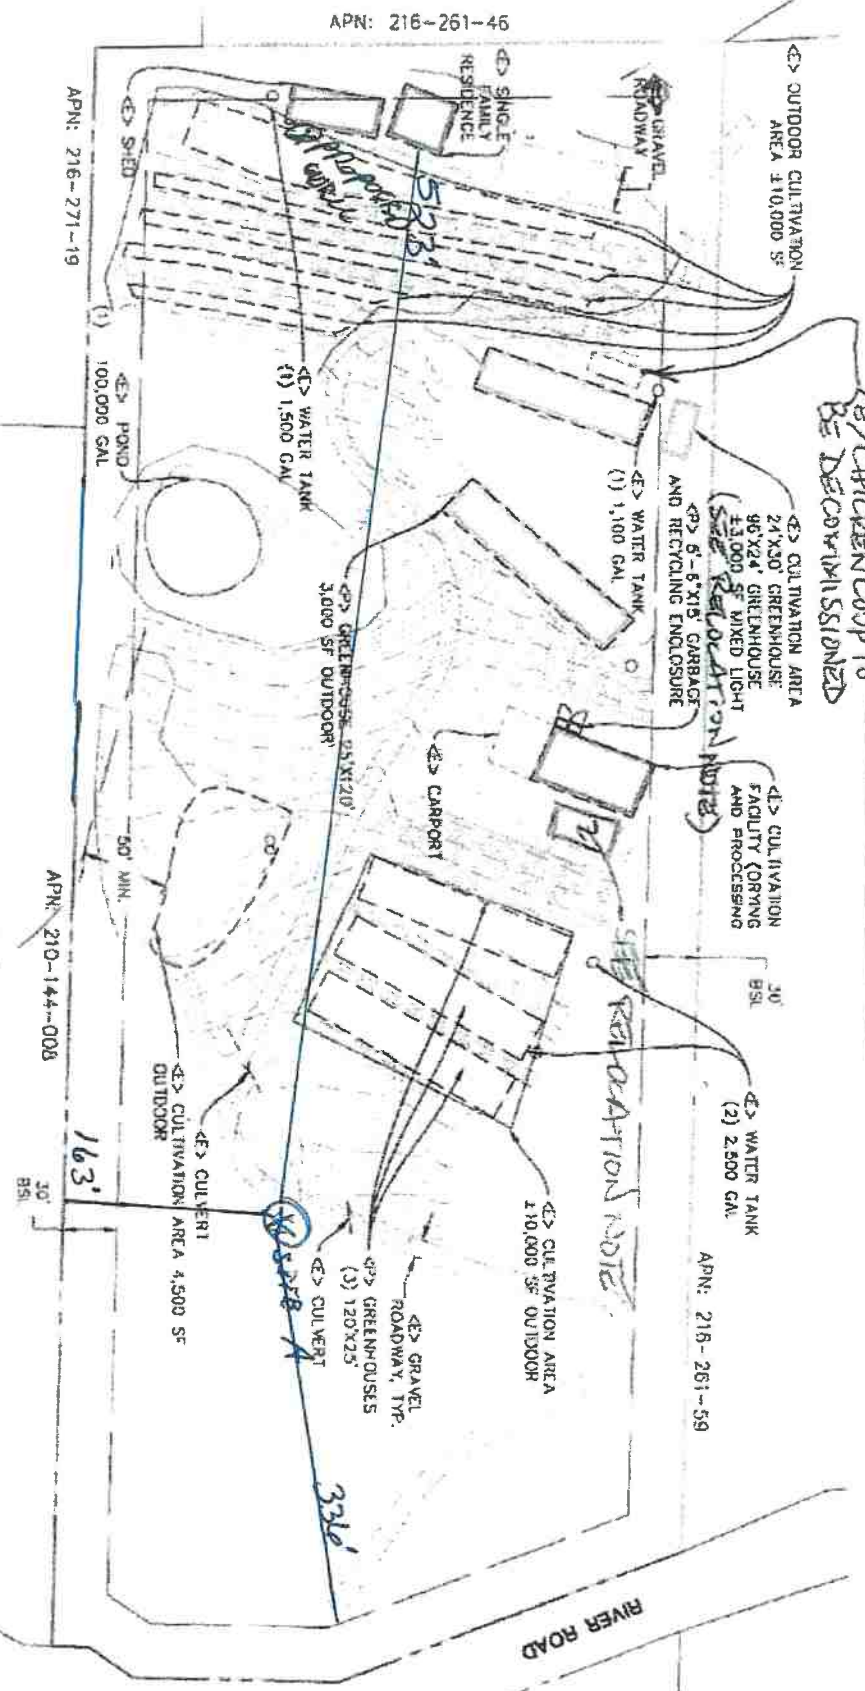 APN: 216-261-46
<E> OUTDOOR CULTIVATION
AREA ±10,000 SF
GRAVEL
ROADWAY
<E> SINGLE
FAMILY
RESIDENCE
<E> SHED
APN: 216-271-19
523'
PROPOSED
CHICKEN COOP TO
BE DECOMMISSIONED
<E> CULTIVATION AREA
24'X30' GREENHOUSE
96'X24' GREENHOUSE
±3,000 SF MIXED LIGHT
(SEE RELOCATION NOTE)
<E> WATER TANK
(1) 1,100 GAL
<E> WATER TANK
(1) 1,500 GAL
<E> POND
(1)
100,000 GAL
<P> 6'-6"X15' GARBAGE
AND RECYCLING ENCLOSURE
<P> GREENHOUSE 25'X120'
3,000 SF OUTDOOR
<E> CARPORT
<E> CULTIVATION
FACILITY (DRYING
AND PROCESSING
SEE RELOCATION NOTE
30'
BSL
<E> WATER TANK
(2) 2,500 GAL
APN: 216-261-59
50' MIN.
APN: 210-144-008
<E> CULTIVATION AREA 4,500 SF
OUTDOOR
<E> CULVERT
163'
30'
BSL
<E> CULTIVATION AREA
±10,000 SF OUTDOOR
<E> GRAVEL
ROADWAY, TYP.
<P> GREENHOUSES
(3) 120'X25'
<E> CULVERT
A
336'
RIVER ROAD